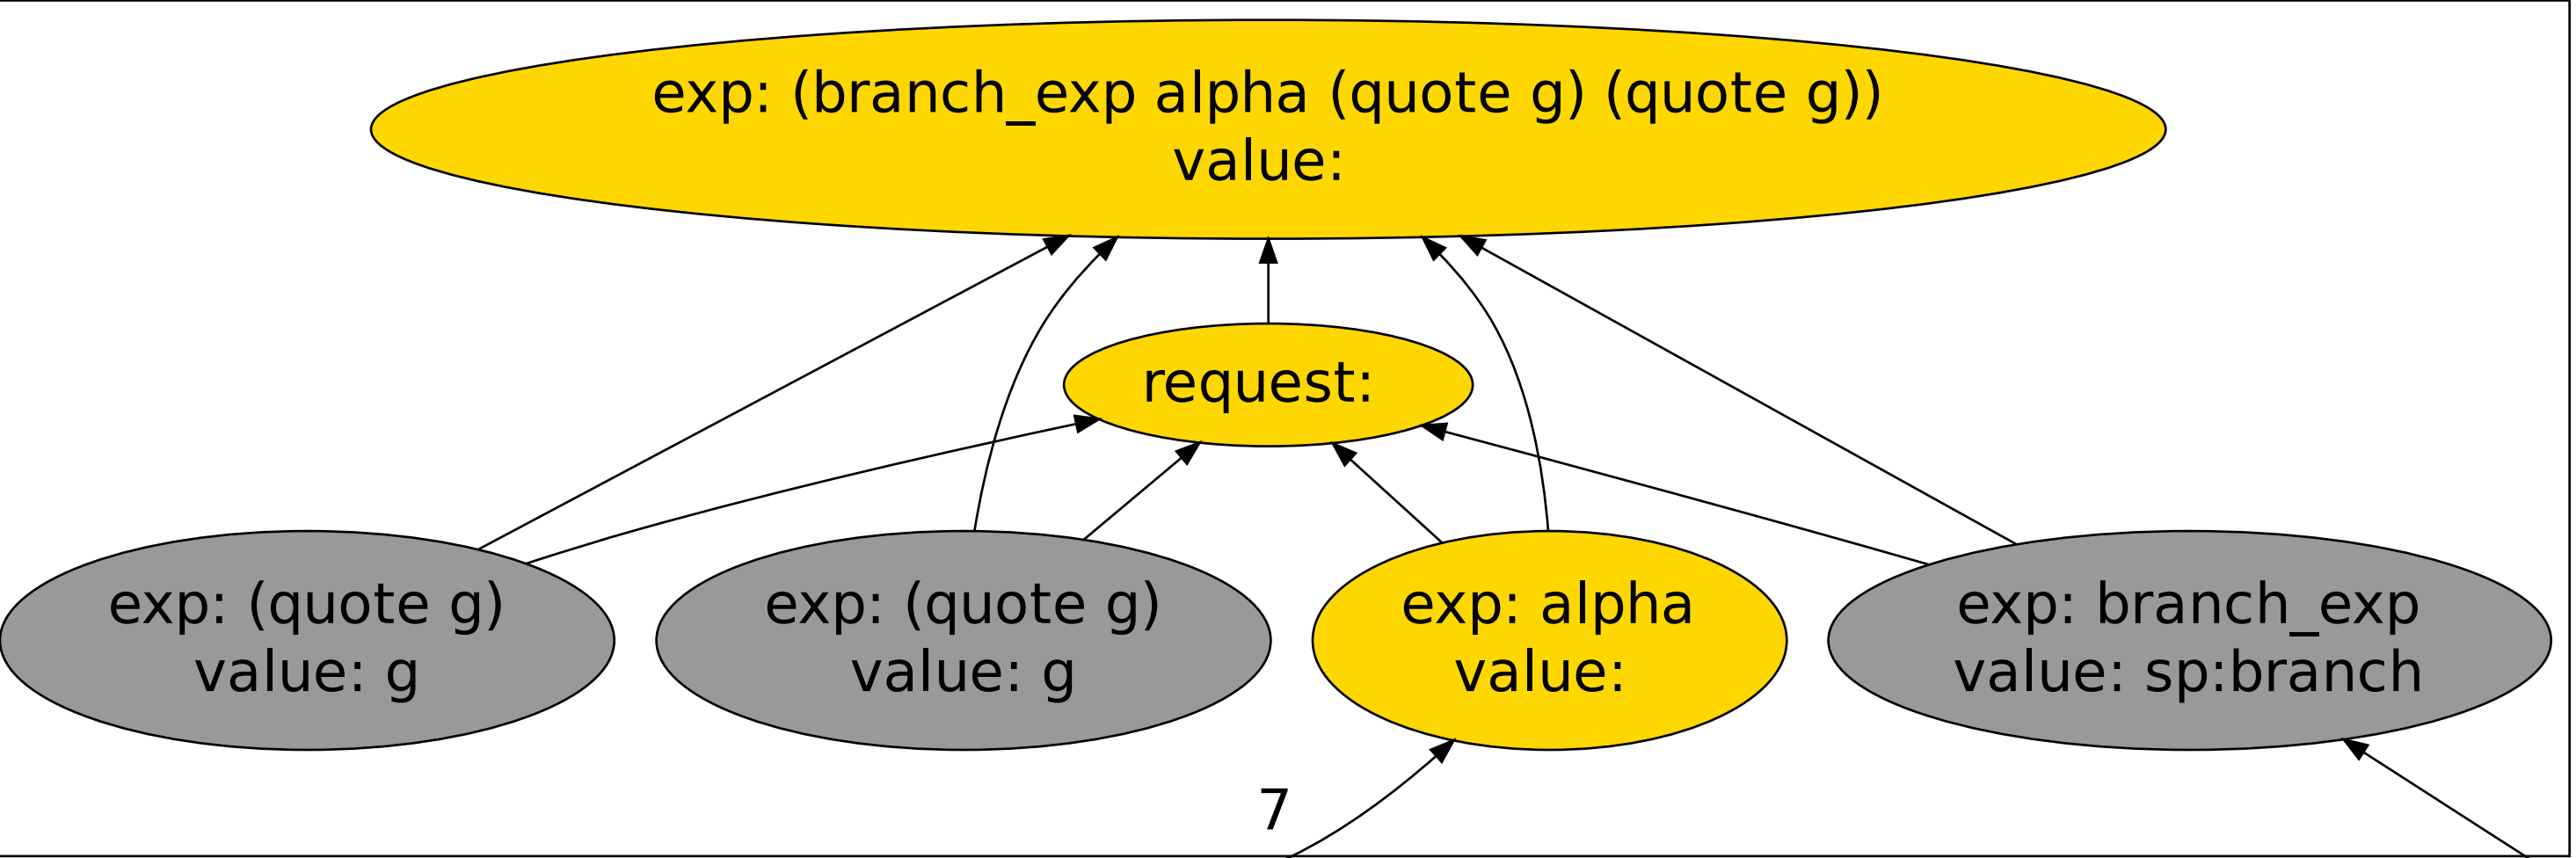 exp: (branch_exp alpha (quote g) (quote g))
value:
request:
exp: (quote g)
value: g
exp: (quote g)
value: g
exp: alpha
value:
exp: branch_exp
value: sp:branch
7